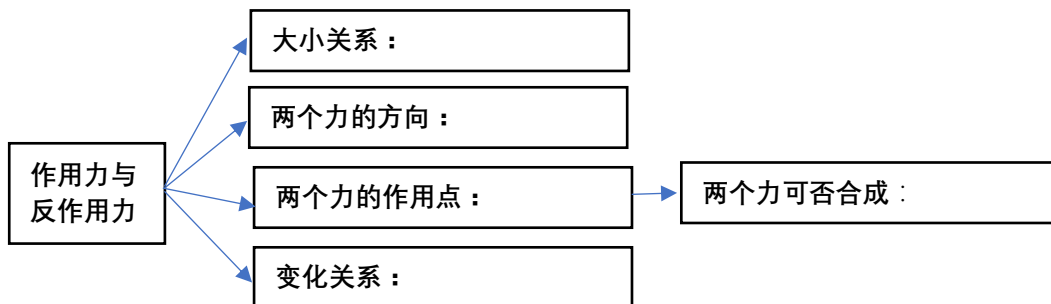 大小关系：
两个力的方向：
作用力与
反作用力
两个力的作用点：
两个力可否合成：
变化关系：